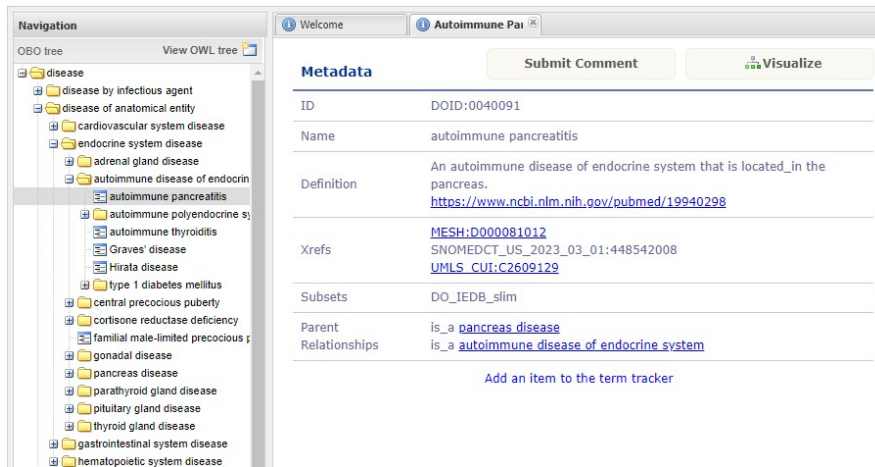 Navigation
OBO tree
View OWL tree
disease
disease by infectious agent
disease of anatomical entity
cardiovascular system disease
endocrine system disease
adrenal gland disease
autoimmune disease of endocrin
autoimmune pancreatitis
autoimmune polyendocrine sy
autoimmune thyroiditis
Graves' disease
Hirata disease
type 1 diabetes mellitus
central precocious puberty
cortisone reductase deficiency
familial male-limited precocious p
gonadal disease
pancreas disease
parathyroid gland disease
pituitary gland disease
thyroid gland disease
gastrointestinal system disease
hematopoietic system disease
Welcome
Autoimmune Pan
Metadata
Submit Comment
Visualize
ID
DOID:0040091
Name
autoimmune pancreatitis
Definition
An autoimmune disease of endocrine system that is located_in the
pancreas.
https://www.ncbi.nlm.nih.gov/pubmed/19940298
Xrefs
MESH:D000081012
SNOMEDCT_US_2023_03_01:448542008
UMLS_CUI:C2609129
Subsets
DO_IEDB_slim
Parent
Relationships
is_a pancreas disease
is_a autoimmune disease of endocrine system
Add an item to the term tracker